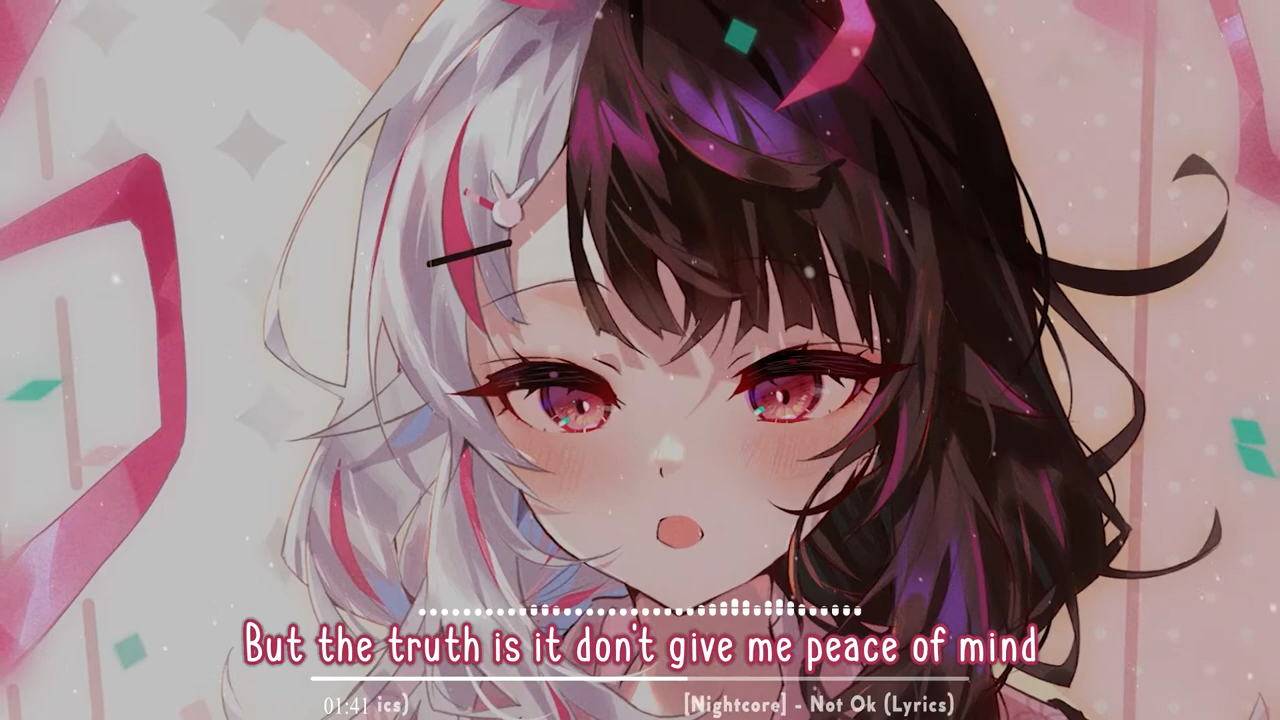 But the truth is it don't give me peace of mind
01:41 ics) [Nightcore] - Not Ok (Lyrics)